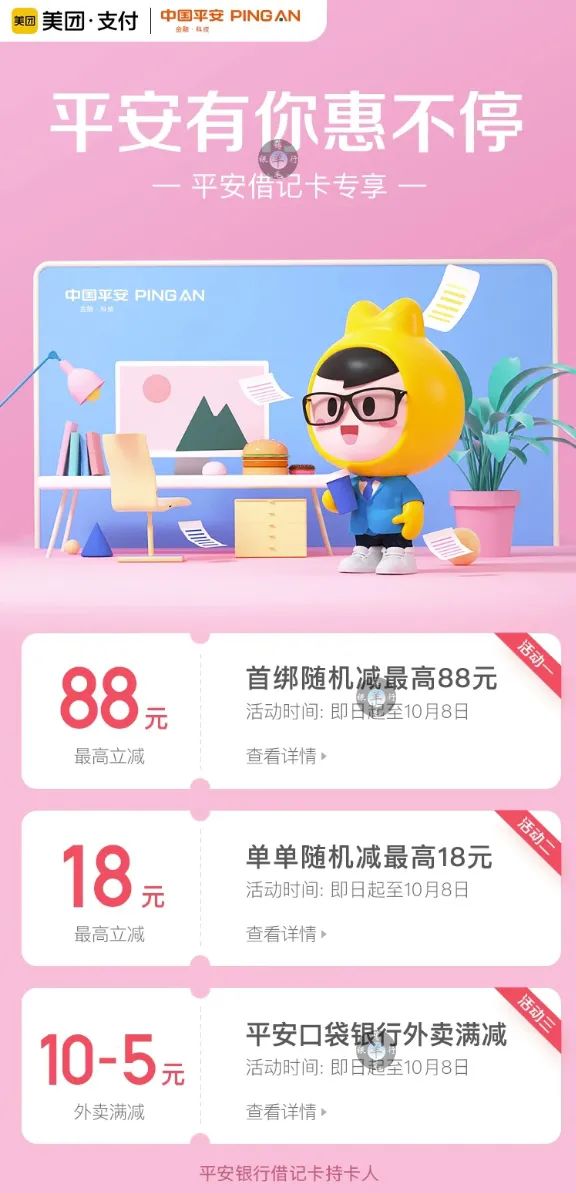 美团 美团·支付 中国平安 PING AN
金融·科技
平安有你惠不停
— 平安借记卡专享 —
中国平安 PING AN
金融·科技
活动一
88元
最高立减
首绑随机减最高88元
活动时间: 即日起至10月8日
查看详情
活动二
18元
最高立减
单单随机减最高18元
活动时间: 即日起至10月8日
查看详情
活动三
10-5元
外卖满减
平安口袋银行外卖满减
活动时间: 即日起至10月8日
查看详情
平安银行借记卡持卡人